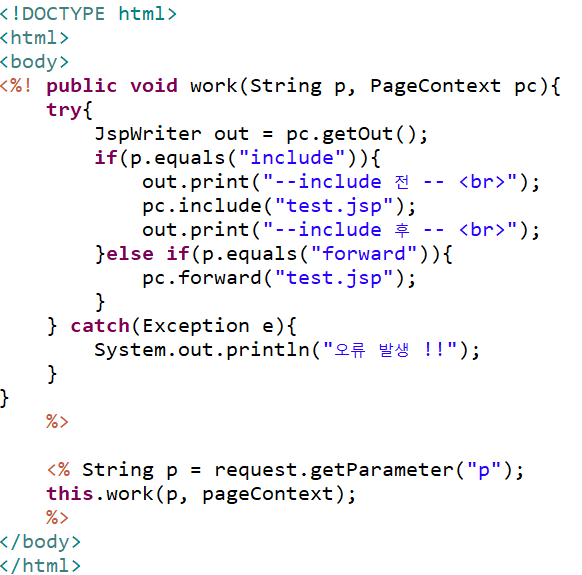 <!DOCTYPE html>
<html>
<body>
<%! public void work(String p, PageContext pc){
    try{
        JspWriter out = pc.getOut();
        if(p.equals("include")){
            out.print("--include 전 -- <br>");
            pc.include("test.jsp");
            out.print("--include 후 -- <br>");
        }else if(p.equals("forward")){
            pc.forward("test.jsp");
        }
    } catch(Exception e){
        System.out.println("오류 발생 !!");
    }
}
    %>

    <% String p = request.getParameter("p");
    this.work(p, pageContext);
    %>
</body>
</html>